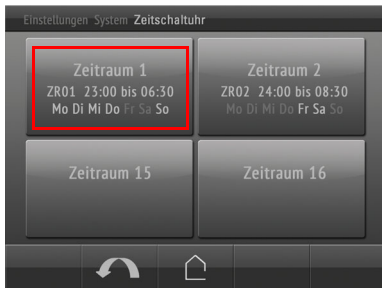 Einstellungen System Zeitschaltuhr
Zeitraum 1
ZR01 23:00 bis 06:30
Mo Di Mi Do Fr Sa So
Zeitraum 2
ZR02 24:00 bis 08:30
Mo Di Mi Do Fr Sa So
Zeitraum 15
Zeitraum 16